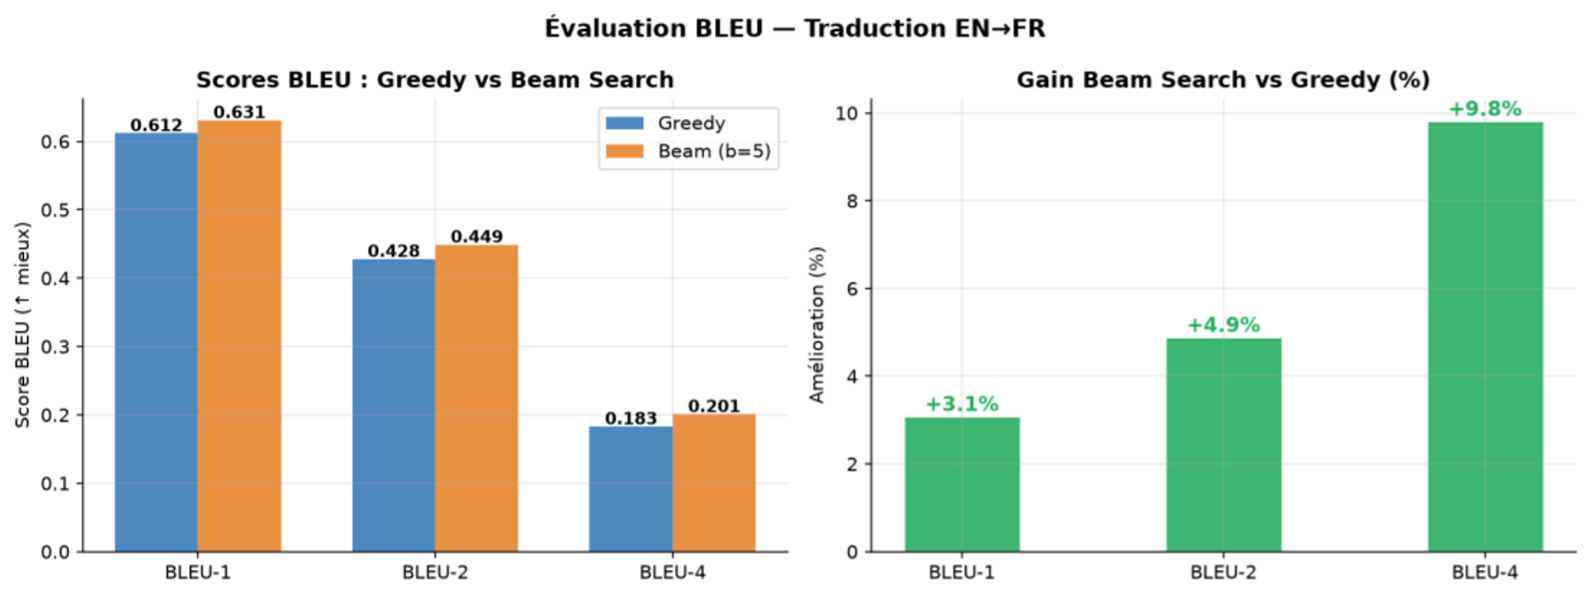 Évaluation BLEU — Traduction EN→FR
Scores BLEU : Greedy vs Beam Search
Score BLEU (↑ mieux)
0.6
0.5
0.4
0.3
0.2
0.1
0.0
0.612
0.631
0.428
0.449
0.183
0.201
Greedy
Beam (b=5)
BLEU-1
BLEU-2
BLEU-4
Gain Beam Search vs Greedy (%)
Amélioration (%)
10
8
6
4
2
0
+3.1%
+4.9%
+9.8%
BLEU-1
BLEU-2
BLEU-4